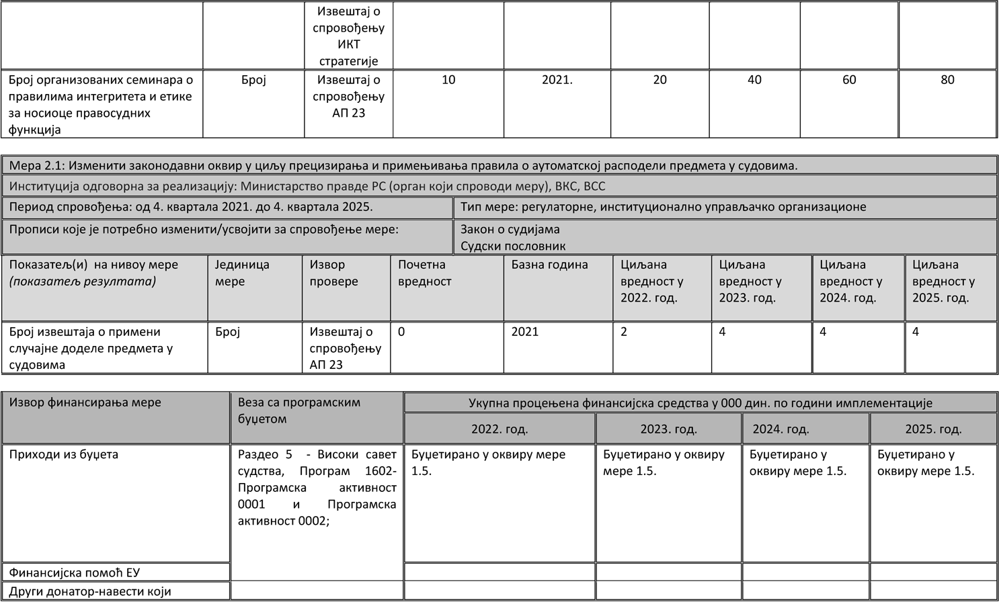 Извештај о
спровођењу
ИКТ
стратегије
Број организованих семинара о
правилима интегритета и етике
за носиоце правосудних
функција
Број
Извештај о
спровођењу
АП 23
10
2021.
20
40
60
80
Мера 2.1: Изменити законодавни оквир у циљу прецизирања и примењивања правила о аутоматској расподели предмета у судовима.
Институција одговорна за реализацију: Министарство правде РС (орган који спроводи меру), ВКС, ВСС
Период спровођења: од 4. квартала 2021. до 4. квартала 2025.
Тип мере: регулаторне, институционално управљачко организационе
Прописи које је потребно изменити/усвојити за спровођење мере:
Закон о судијама
Судски пословник
Показатељ(и)  на нивоу мере
(показатељ резултата)
Јединица
мере
Извор
провере
Почетна
вредност
Базна година
Циљана
вредност у
2022. год.
Циљана
вредност у
2023. год.
Циљана
вредност у
2024. год.
Циљана
вредност у
2025. год.
Број извештаја о примени
случајне доделе предмета у
судовима
Број
Извештај о
спровођењу
АП 23
0
2021
2
4
4
4
Извор финансирања мере
Веза са програмским
буџетом
Укупна процењена финансијска средства у 000 дин. по години имплементације
2022. год.
2023. год.
2024. год.
2025. год.
Приходи из буџета
Раздео 5 - Високи савет
судства, Програм 1602-
Програмска активност
0001 и Програмска
активност 0002;
Буџетирано у оквиру мере
1.5.
Буџетирано у оквиру
мере 1.5.
Буџетирано у
оквиру мере 1.5.
Буџетирано у
оквиру мере 1.5.
Финансијска помоћ ЕУ
Други донатор-навести који